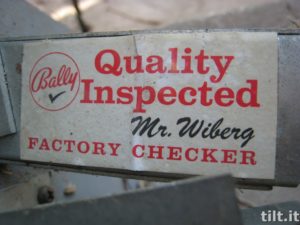 Bally
Quality
Inspected
Mr. Wiberg
FACTORY CHECKER
tilt.it